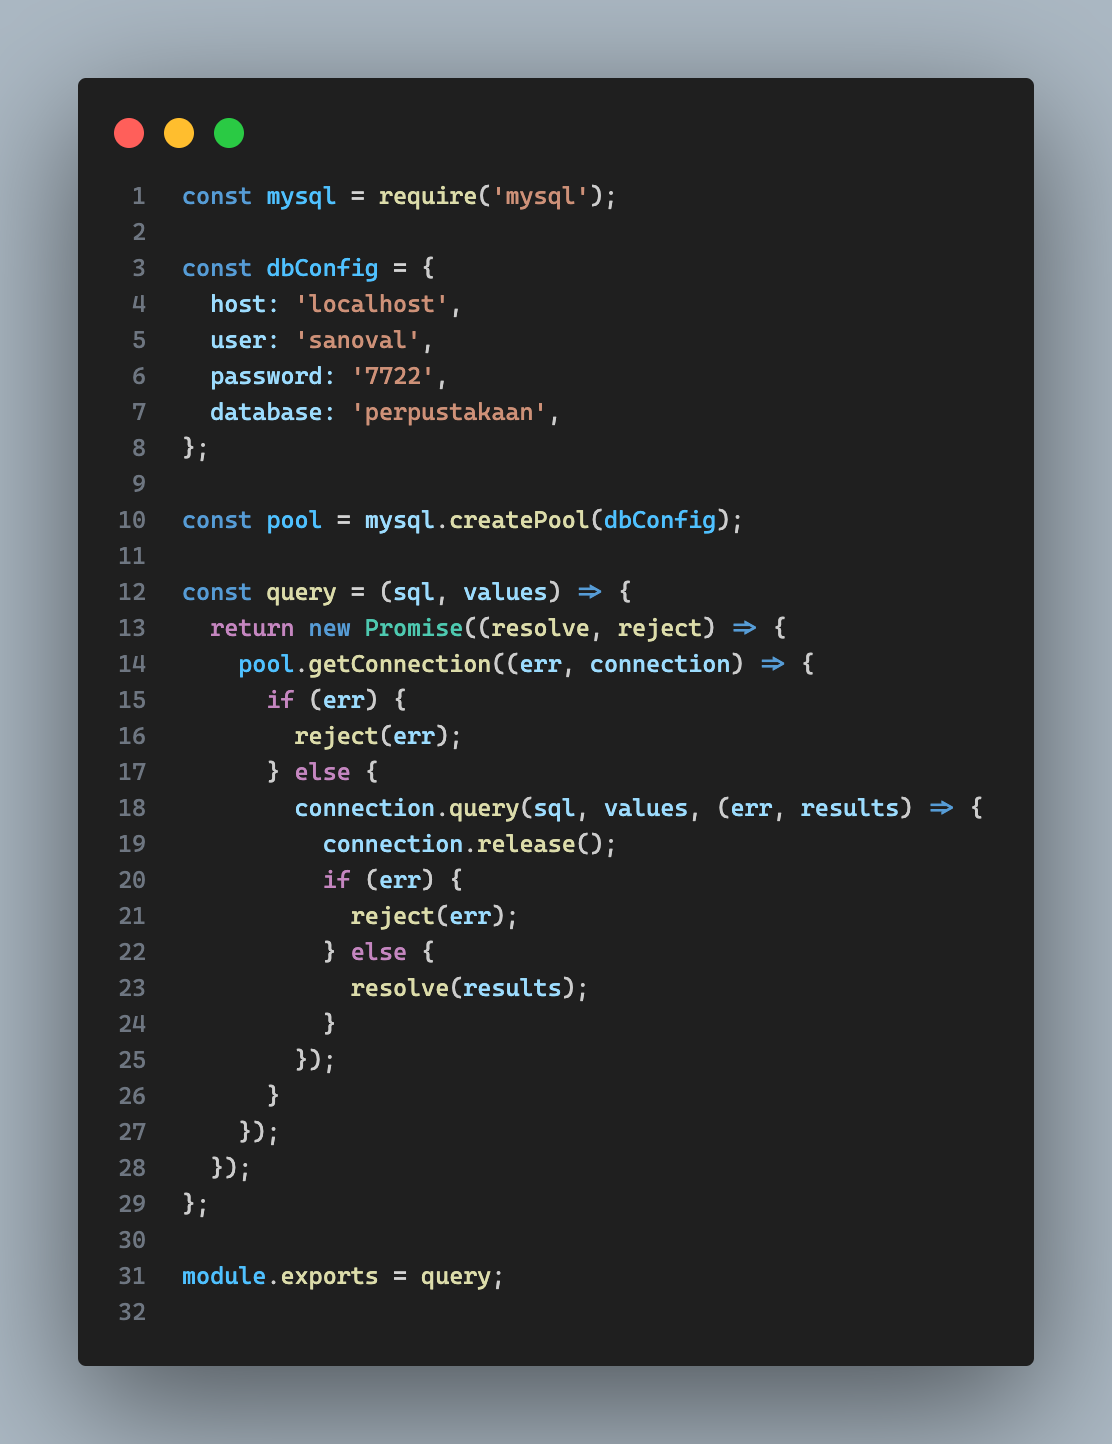 1 const mysql = require('mysql');
2
3 const dbConfig = {
4   host: 'localhost',
5   user: 'sanoval',
6   password: '7722',
7   database: 'perpustakaan',
8 };
9
10 const pool = mysql.createPool(dbConfig);
11
12 const query = (sql, values) => {
13   return new Promise((resolve, reject) => {
14     pool.getConnection((err, connection) => {
15       if (err) {
16         reject(err);
17       } else {
18         connection.query(sql, values, (err, results) => {
19           connection.release();
20           if (err) {
21             reject(err);
22           } else {
23             resolve(results);
24           }
25         });
26       }
27     });
28   });
29 };
30
31 module.exports = query;
32